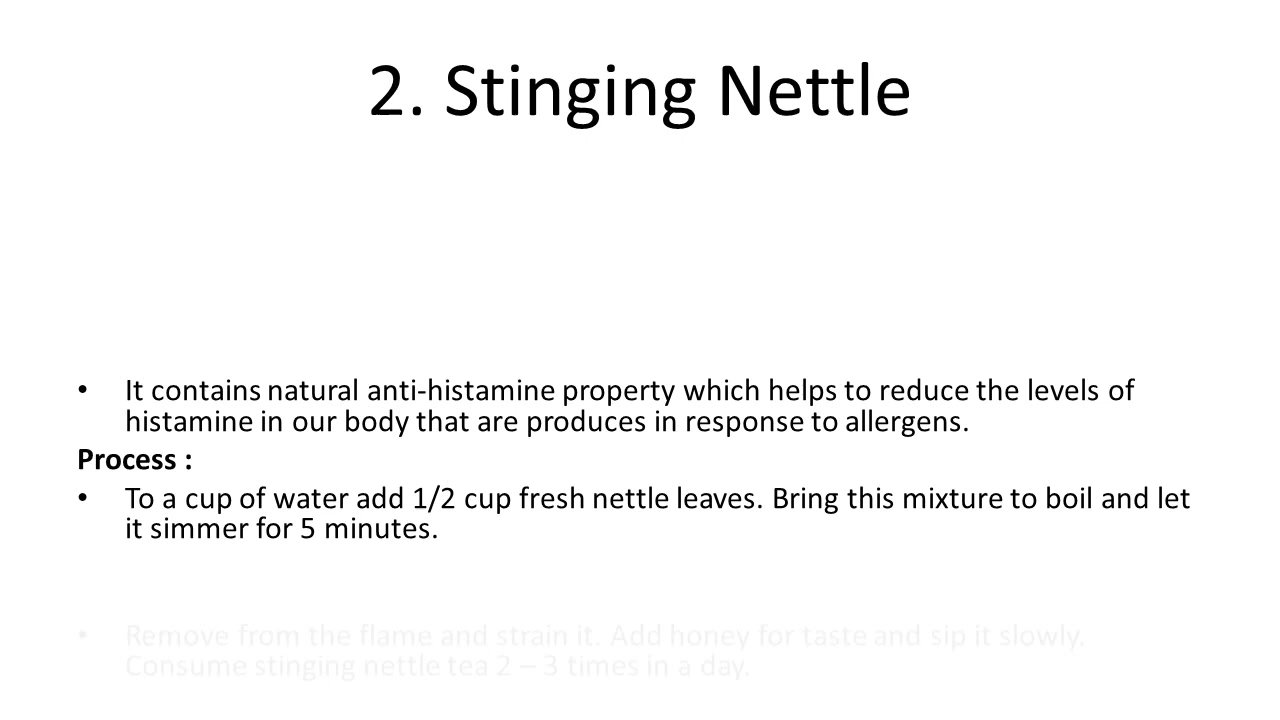 2. Stinging Nettle
• It contains natural anti-histamine property which helps to reduce the levels of
histamine in our body that are produces in response to allergens.
Process :
• To a cup of water add 1/2 cup fresh nettle leaves. Bring this mixture to boil and let
it simmer for 5 minutes.
• Remove from the flame and strain it. Add honey for taste and sip it slowly.
Consume stinging nettle tea 2 – 3 times in a day.